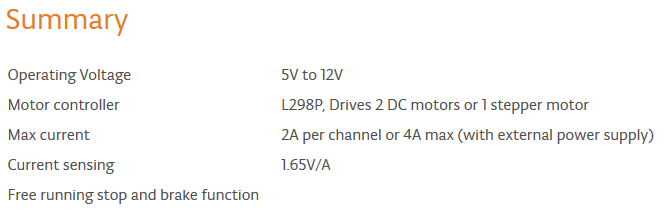 Summary
Operating Voltage 5V to 12V
Motor controller L298P, Drives 2 DC motors or 1 stepper motor
Max current 2A per channel or 4A max (with external power supply)
Current sensing 1.65V/A
Free running stop and brake function